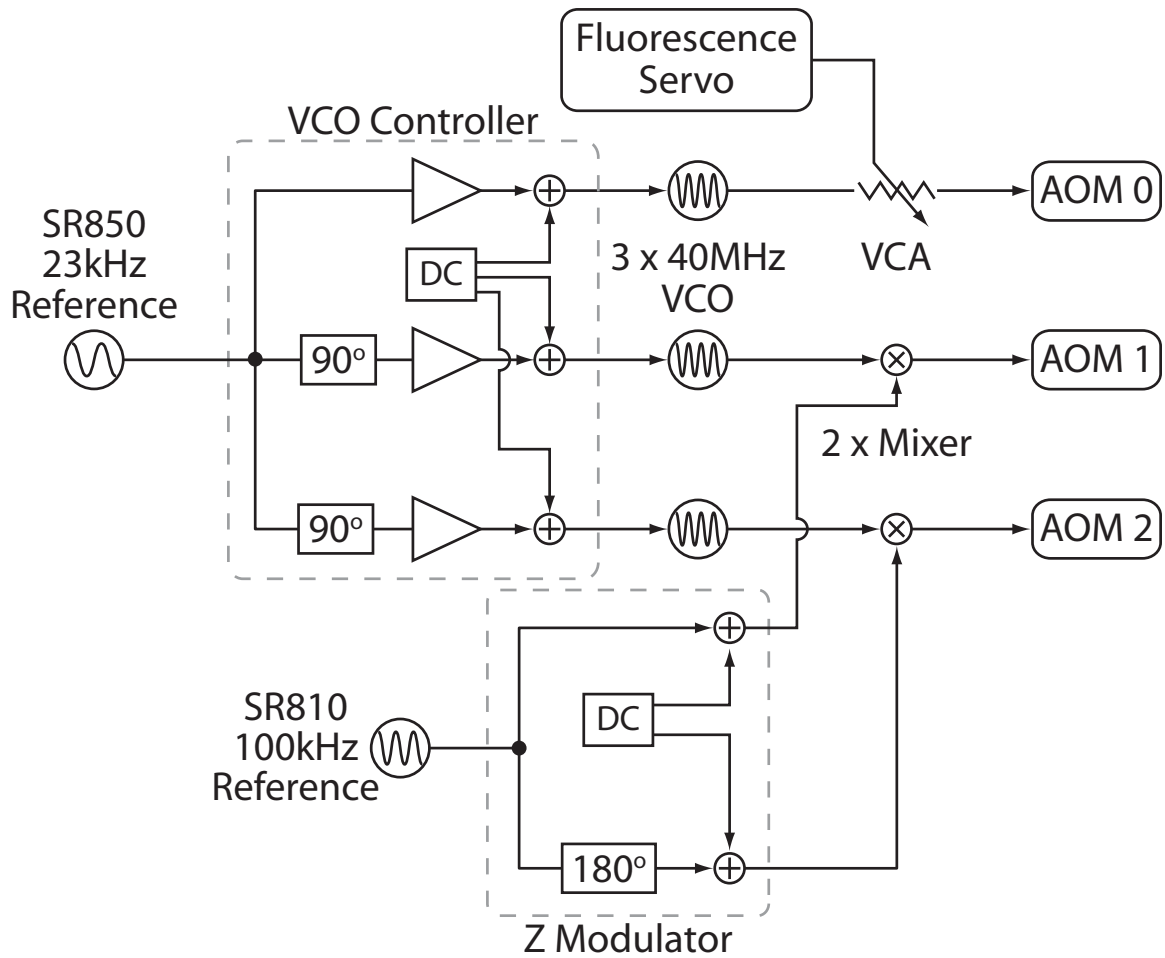 Fluorescence
Servo
VCO Controller
AOM 0
SR850
23kHz
Reference
DC
3 x 40MHz
VCO
VCA
90°
AOM 1
2 x Mixer
90°
AOM 2
SR810
100kHz
Reference
DC
180°
Z Modulator